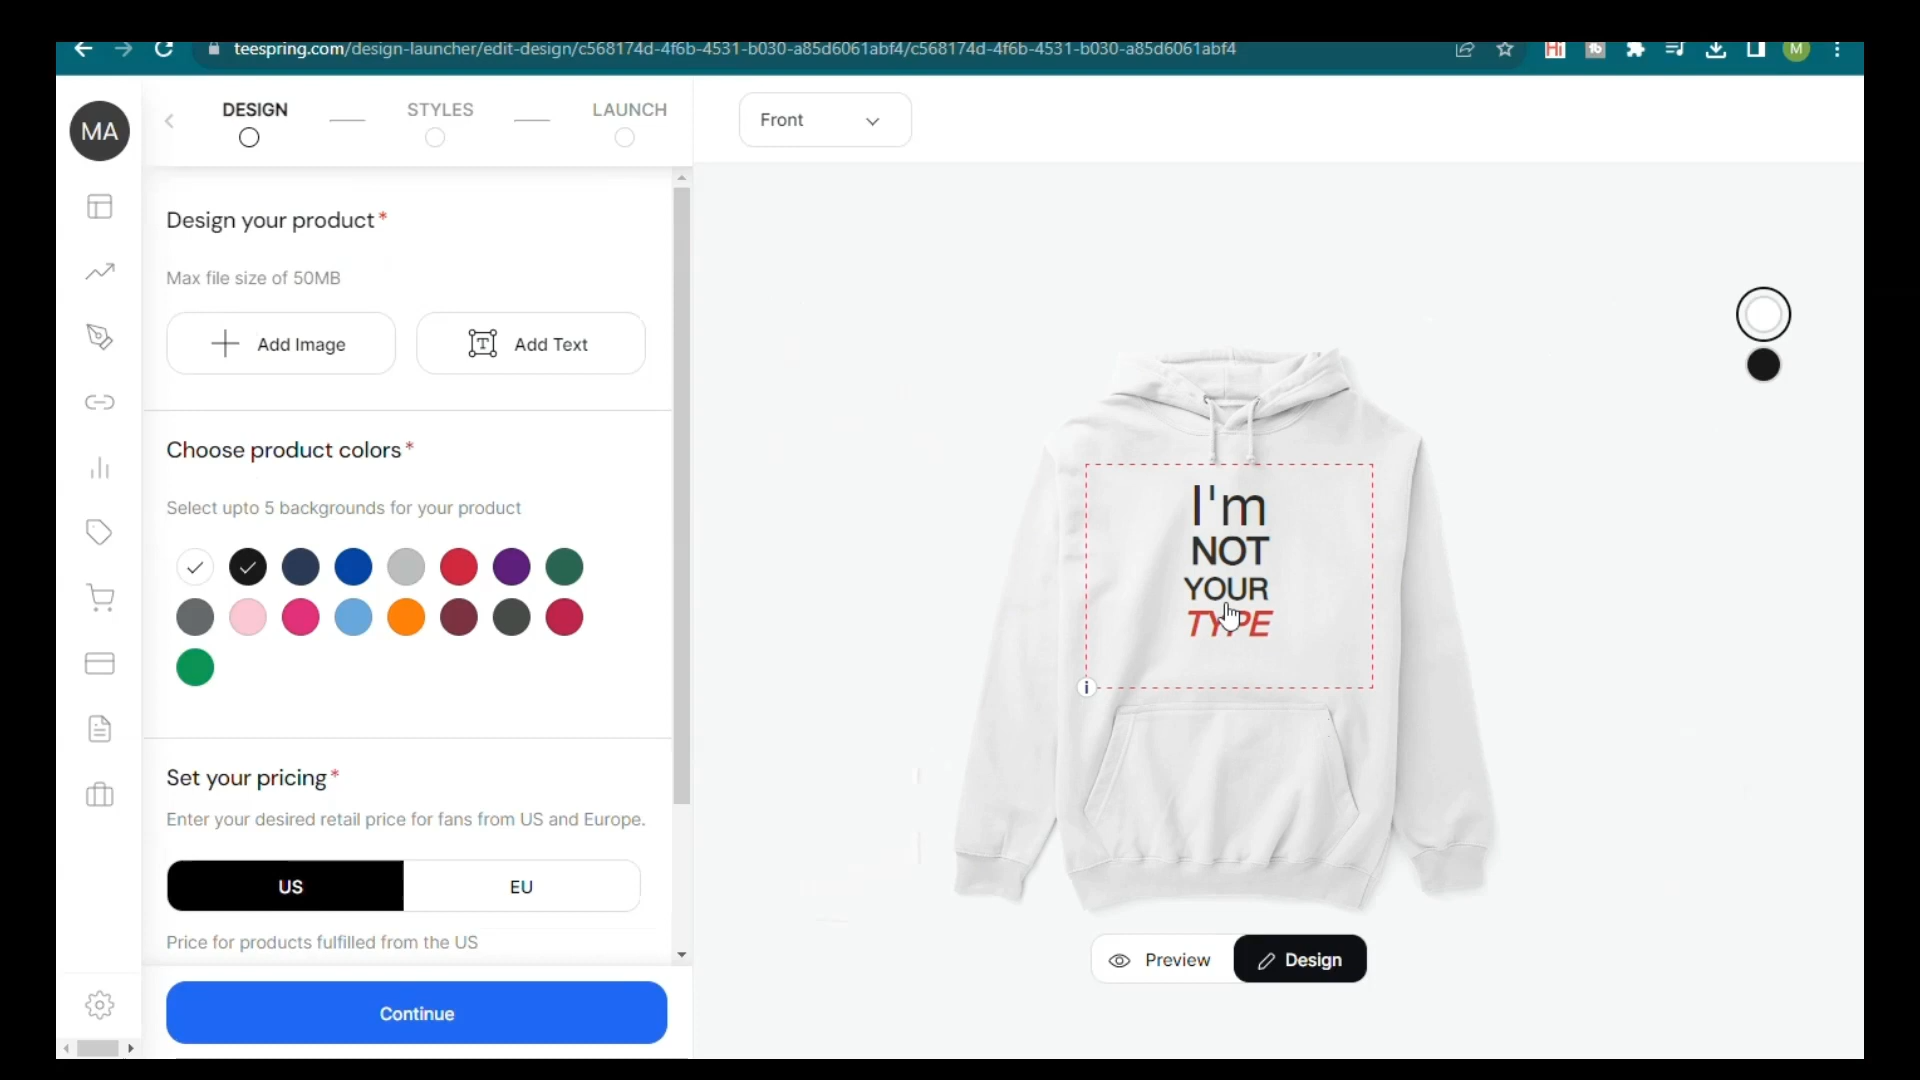 teespring.com/design-launcher/edit-design/c568174d-4f6b-4531-b030-a85d6061abf4/c568174d-4f6b-4531-b030-a85d6061abf4
Hi
M
MA
DESIGN
STYLES
LAUNCH
Front
Design your product*
Max file size of 50MB
Add Image
T
Add Text
Choose product colors*
Select upto 5 backgrounds for your product
Set your pricing*
Enter your desired retail price for fans from US and Europe.
US
EU
Price for products fulfilled from the US
Continue
I'm
NOT
YOUR
TYPE
i
Preview
Design